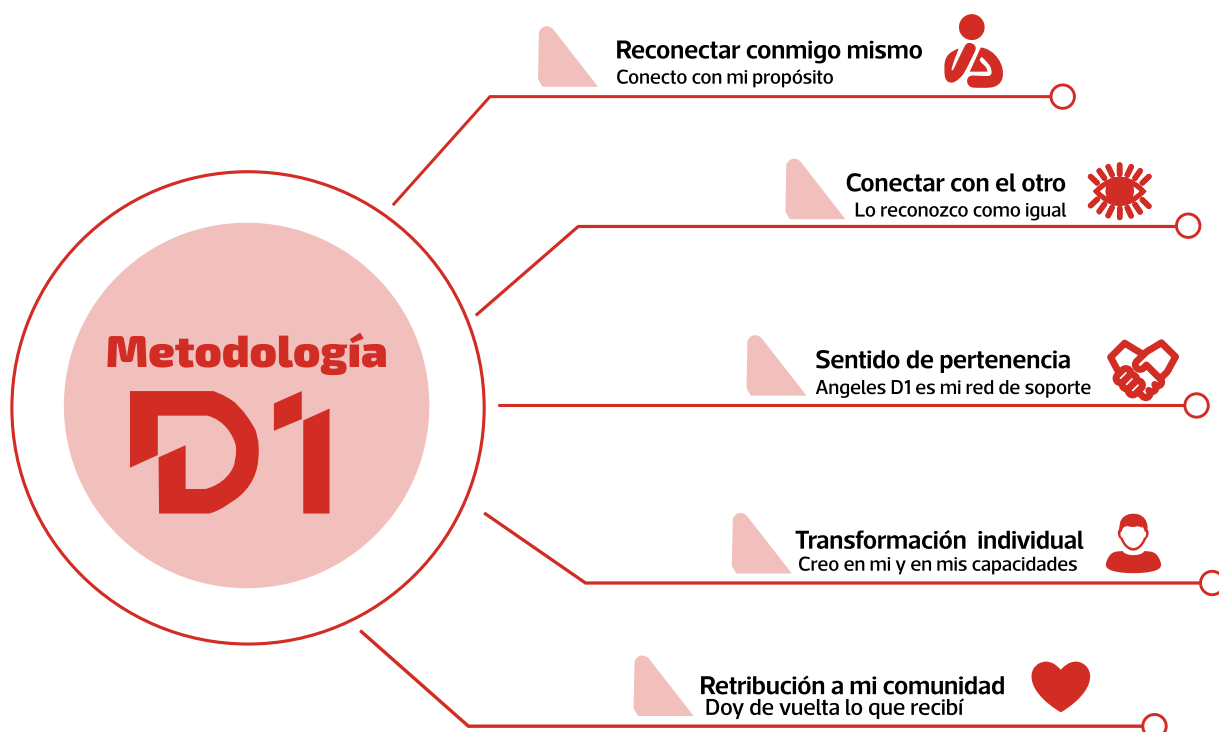 Reconectar conmigo mismo
Conecto con mi propósito
Conectar con el otro
Lo reconozco como igual
Metodología
D1
Sentido de pertenencia
Angeles D1 es mi red de soporte
Transformación individual
Creo en mi y en mis capacidades
Retribución a mi comunidad
Doy de vuelta lo que recibí